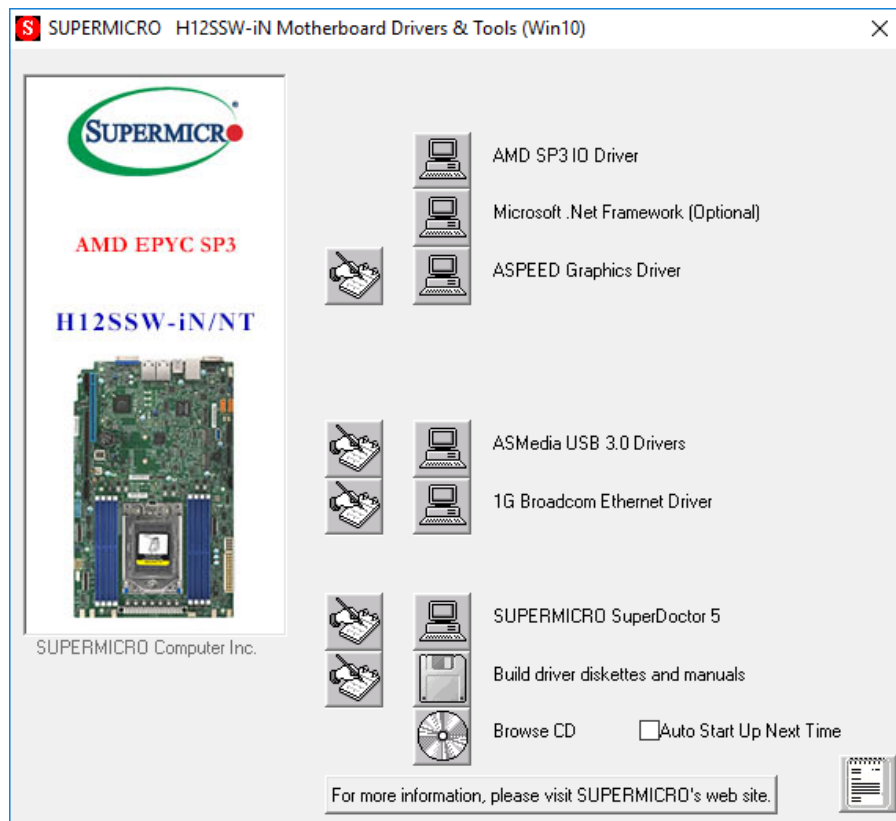 SUPERMICRO H12SSW-iN Motherboard Drivers & Tools (Win10)
SUPERMICRO
AMD EPYC SP3
H12SSW-iN/NT
SUPERMICRO Computer Inc.
AMD SP3 IO Driver
Microsoft .Net Framework (Optional)
ASPEED Graphics Driver
ASMedia USB 3.0 Drivers
1G Broadcom Ethernet Driver
SUPERMICRO SuperDoctor 5
Build driver diskettes and manuals
Browse CD
Auto Start Up Next Time
For more information, please visit SUPERMICRO's web site.